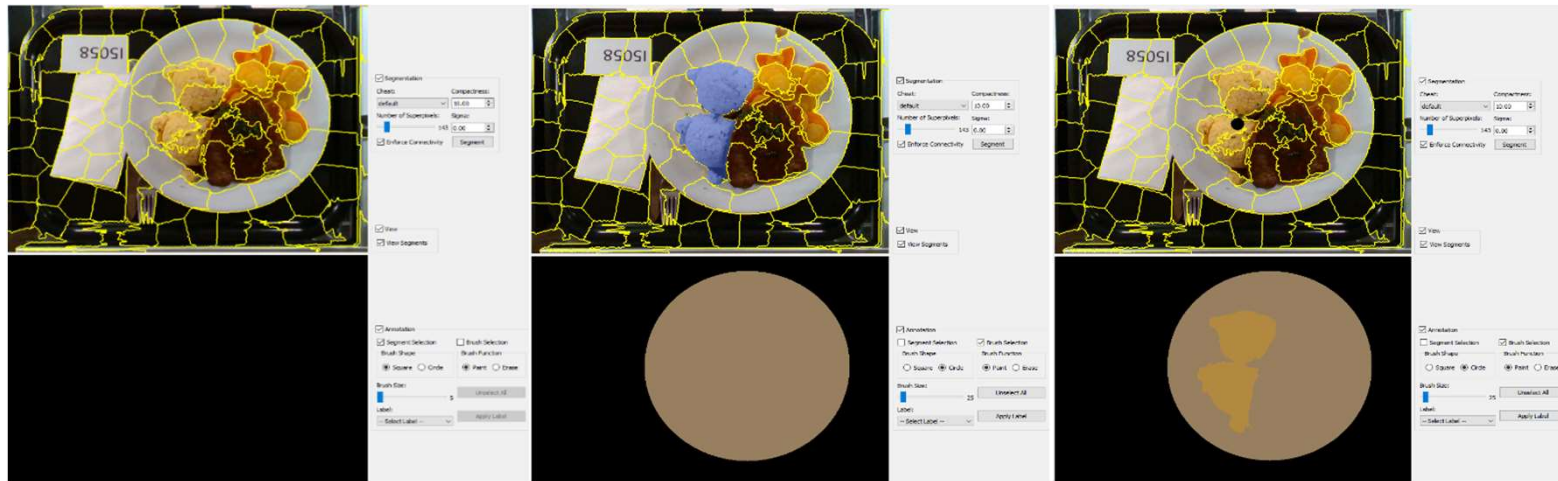 15058
Segmentation
Cheat:
Compactness:
default
10.00
Number of Superpixels:
Sigma:
143
0.00
Enforce Connectivity
Segment
View
View Segments
Annotation
Segment Selection
Brush Selection
Brush Shape
Brush Function
Square
Circle
Paint
Erase
Brush Size:
5
Unselect All
Label:
-- Select Label --
Apply Label
15058
Segmentation
Cheat:
Compactness:
default
10.00
Number of Superpixels:
Sigma:
143
0.00
Enforce Connectivity
Segment
View
View Segments
Annotation
Segment Selection
Brush Selection
Brush Shape
Brush Function
Square
Circle
Paint
Erase
Brush Size:
25
Unselect All
Label:
-- Select Label --
Apply Label
15058
Segmentation
Cheat:
Compactness:
default
10.00
Number of Superpixels:
Sigma:
143
0.00
Enforce Connectivity
Segment
View
View Segments
Annotation
Segment Selection
Brush Selection
Brush Shape
Brush Function
Square
Circle
Paint
Erase
Brush Size:
25
Unselect All
Label:
-- Select Label --
Apply Label